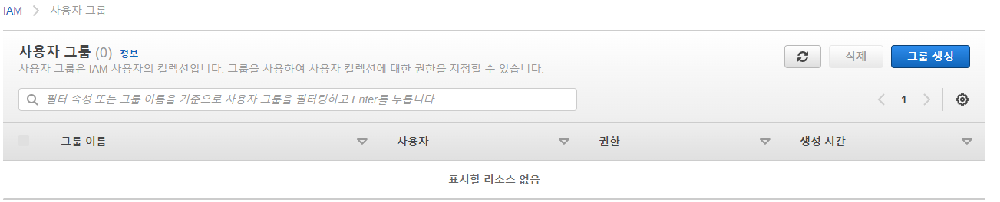 IAM > 사용자 그룹
사용자 그룹 (0) 정보
삭제
그룹 생성
사용자 그룹은 IAM 사용자의 컬렉션입니다. 그룹을 사용하여 사용자 컬렉션에 대한 권한을 지정할 수 있습니다.
필터 속성 또는 그룹 이름을 기준으로 사용자 그룹을 필터링하고 Enter를 누릅니다.
1
그룹 이름 사용자 권한 생성 시간
표시할 리소스 없음